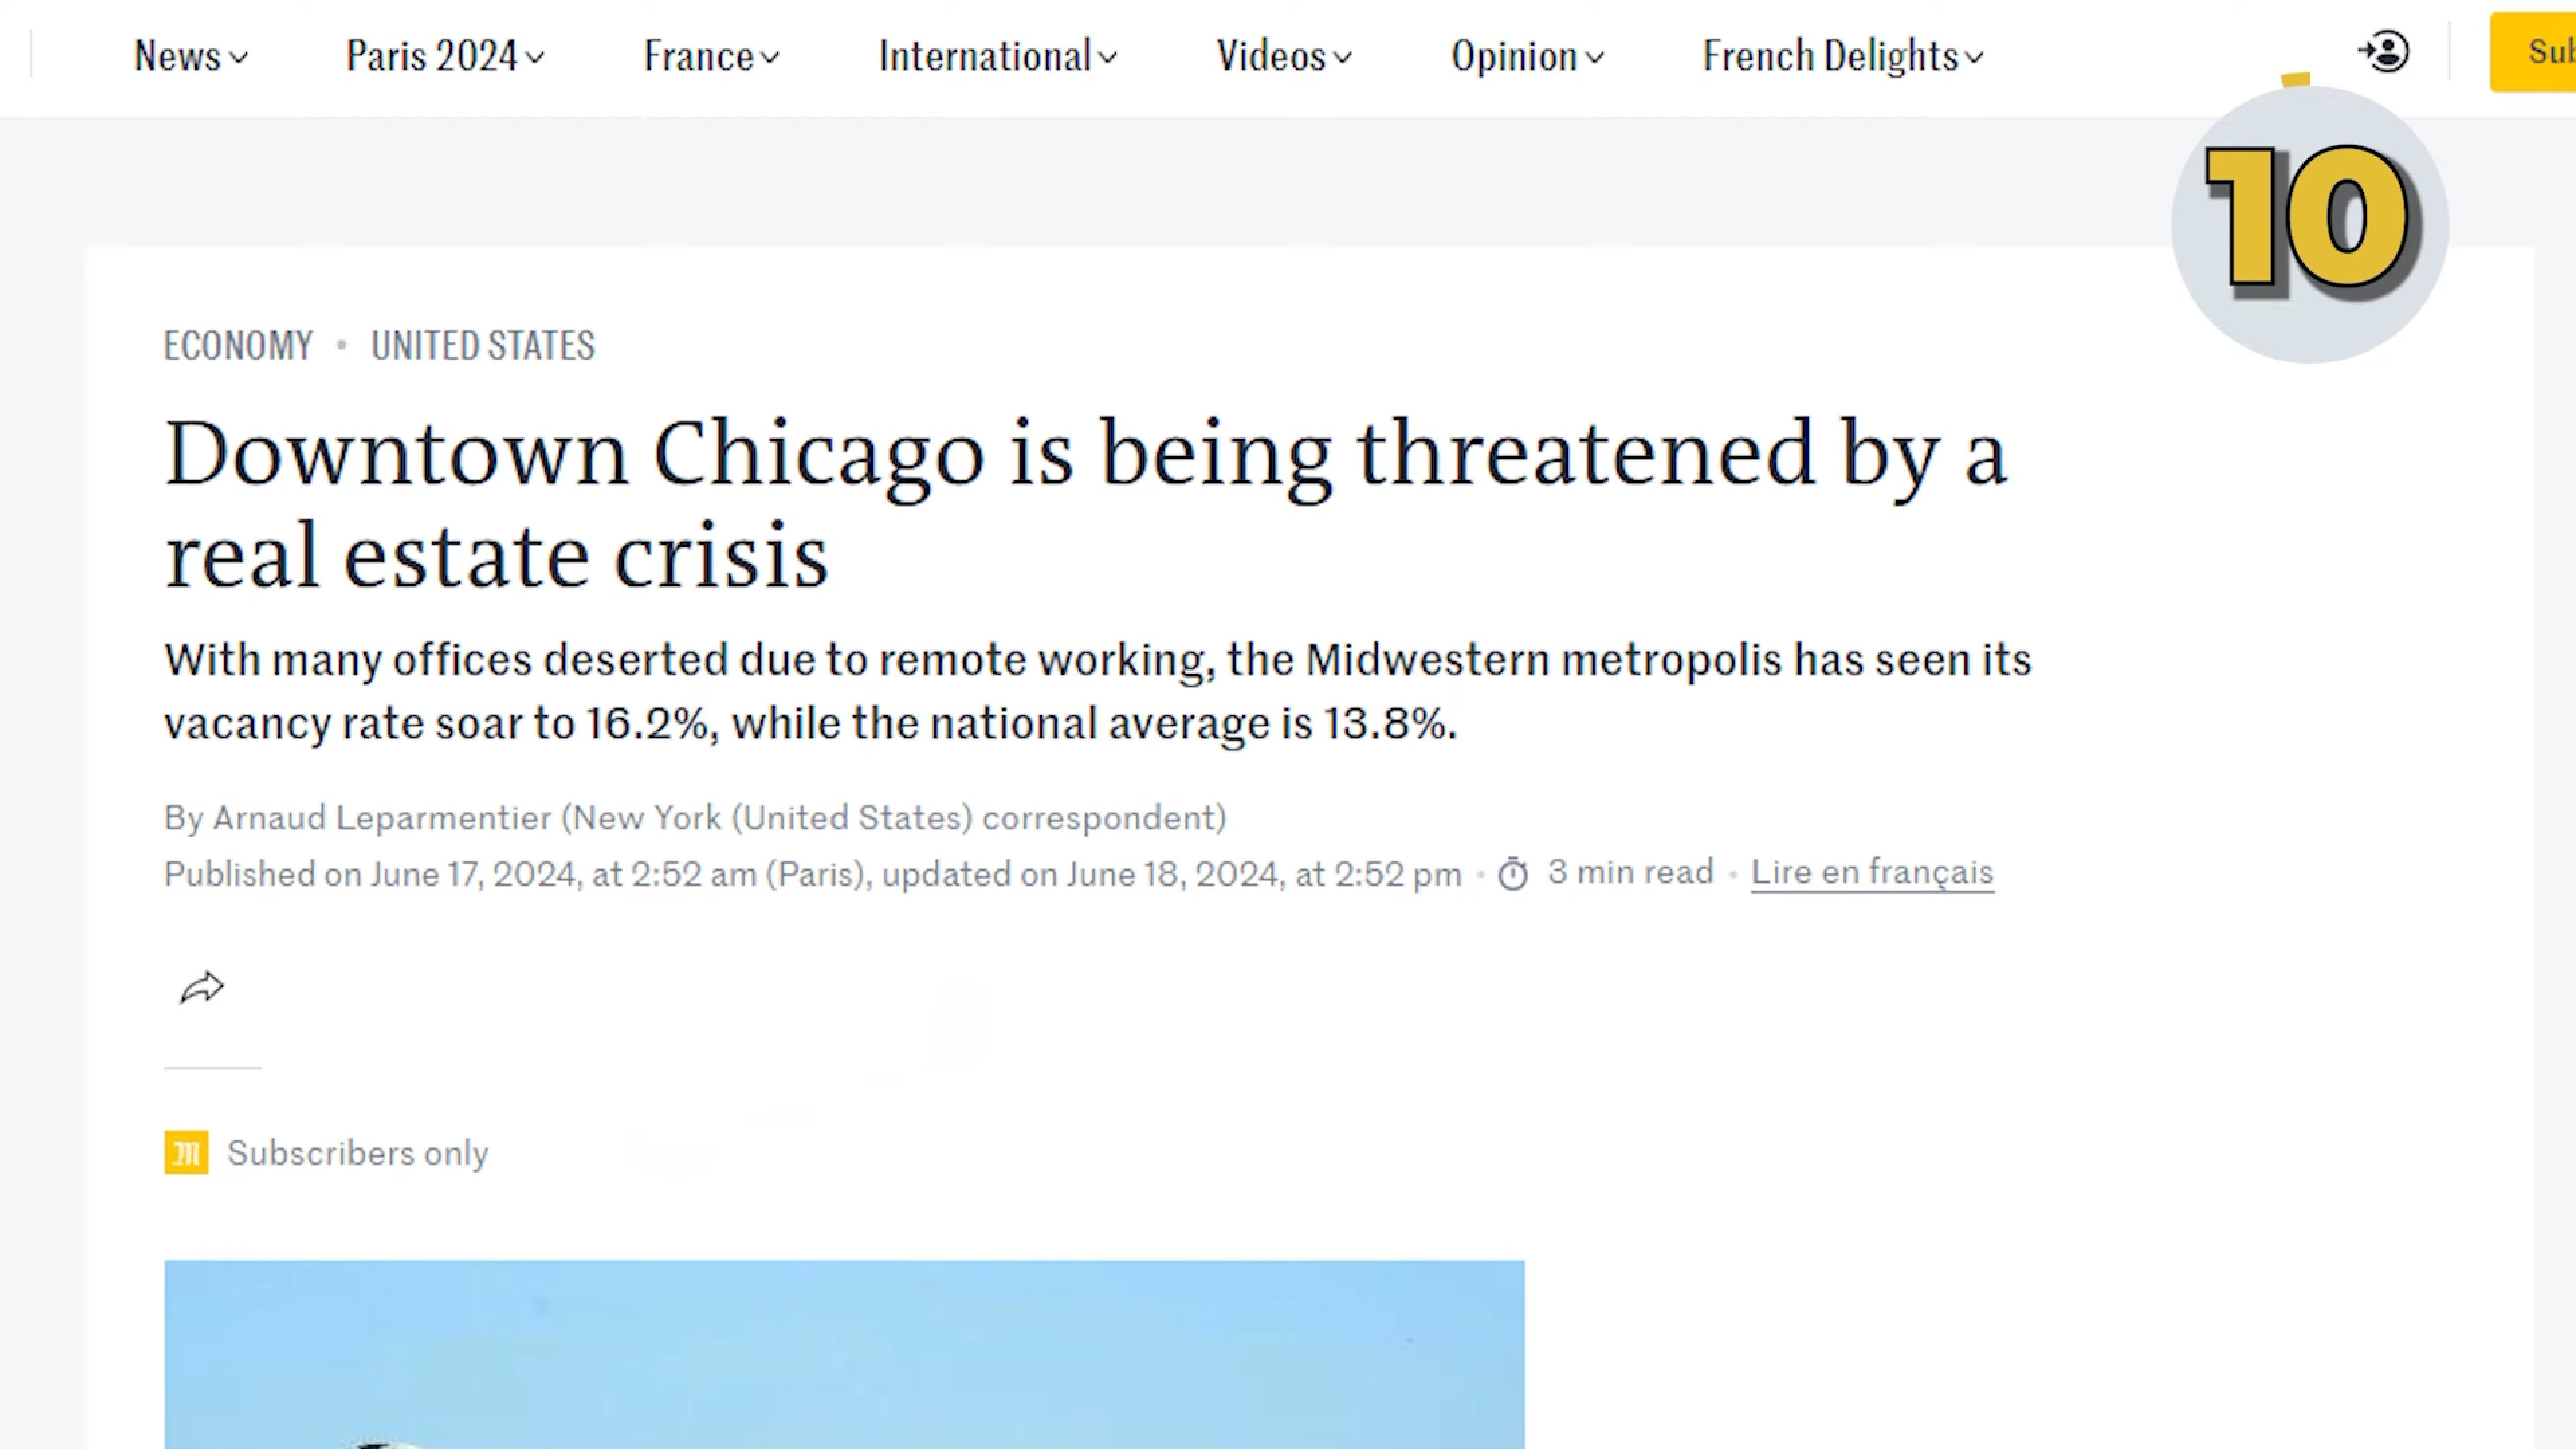 News
Paris 2024
France
International
Videos
Opinion
French Delights
10
ECONOMY • UNITED STATES
Downtown Chicago is being threatened by a
real estate crisis
With many offices deserted due to remote working, the Midwestern metropolis has seen its
vacancy rate soar to 16.2%, while the national average is 13.8%.
By Arnaud Leparmentier (New York (United States) correspondent)
Published on June 17, 2024, at 2:52 am (Paris), updated on June 18, 2024, at 2:52 pm • 3 min read • Lire en français
Subscribers only